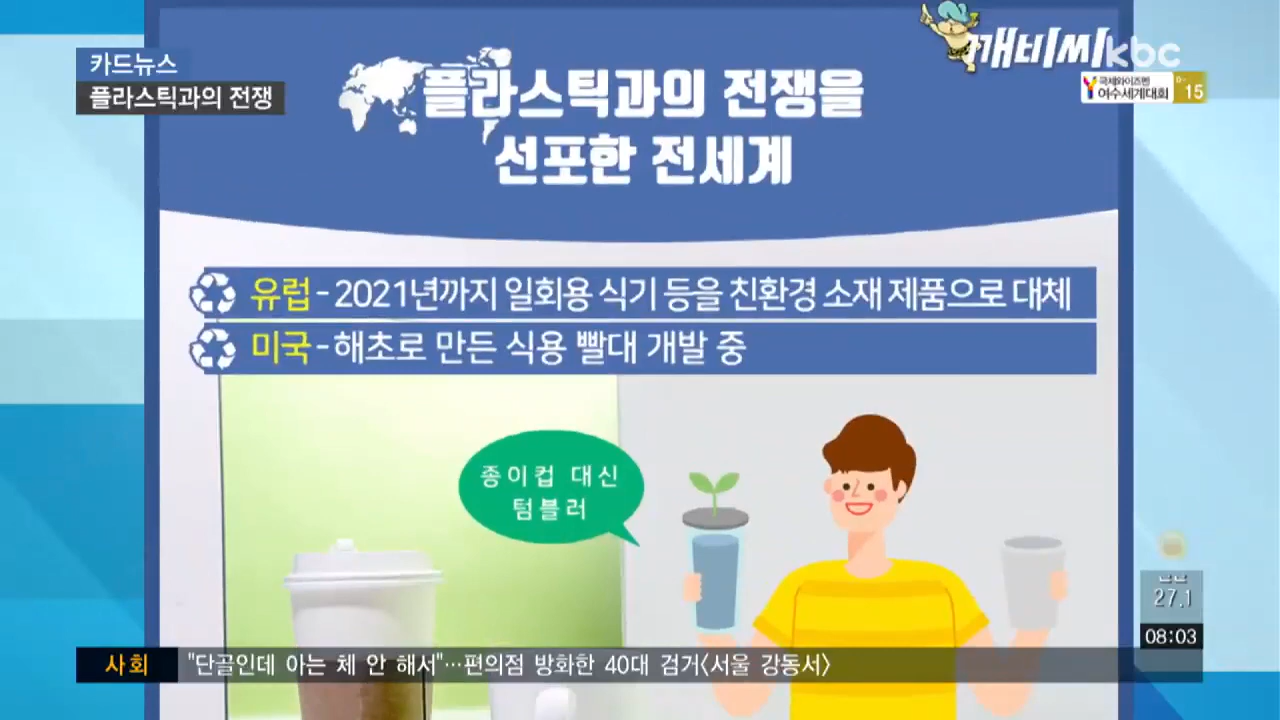 카드뉴스
플라스틱과의 전쟁
깨비씨 kbc
국제와이즈멘
여수세계대회
D-
15
플라스틱과의 전쟁을
선포한 전세계
유럽 - 2021년까지 일회용 식기 등을 친환경 소재 제품으로 대체
미국 - 해초로 만든 식용 빨대 개발 중
종이컵 대신
텀블러
27.1
08:03
사회 "단골인데 아는 체 안 해서"…편의점 방화한 40대 검거<서울 강동서>